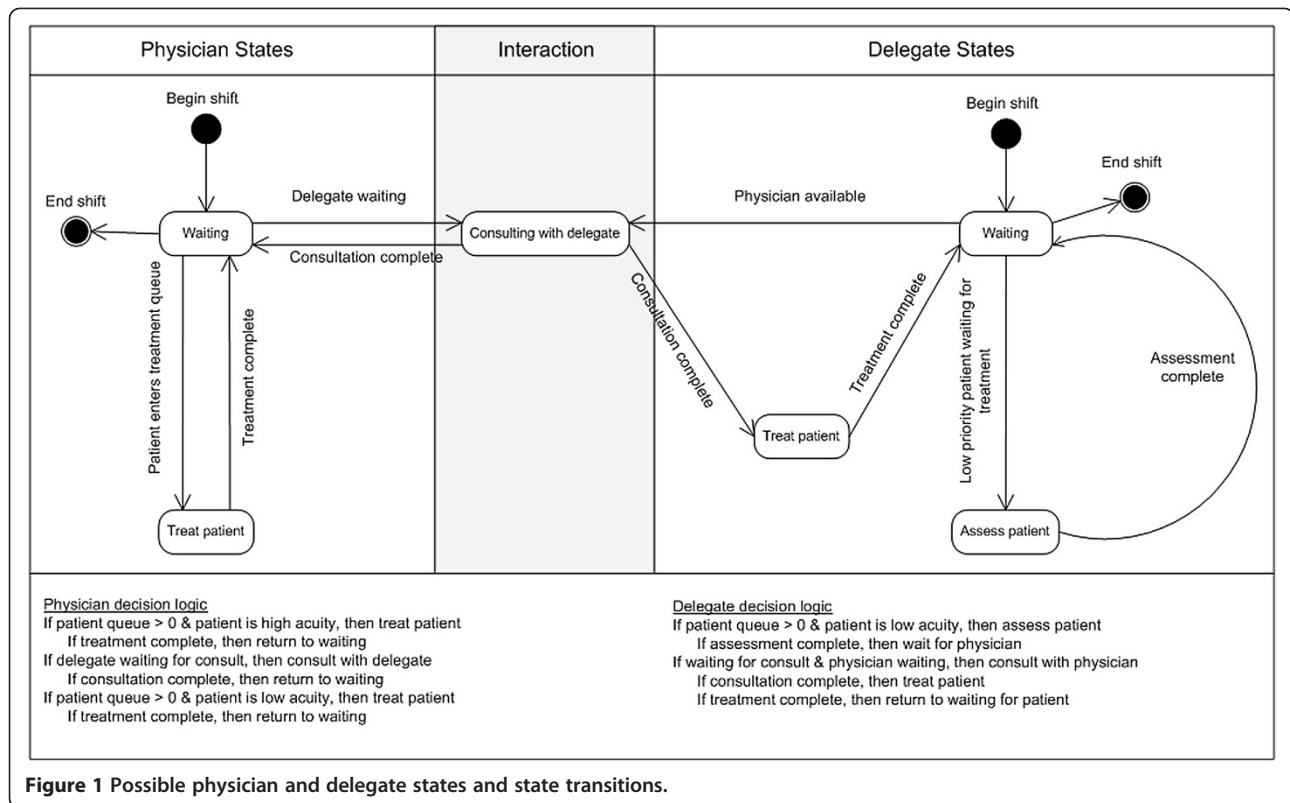 Physician States
Interaction
Delegate States
Begin shift
Begin shift
End shift
End shift
Delegate waiting
Physician available
Waiting
Consulting with delegate
Waiting
Consultation complete
Patient enters treatment queue
Treatment complete
Consultation complete
Treatment complete
Low priority patient waiting for
treatment
Assessment
complete
Treat patient
Treat patient
Assess patient
Physician decision logic
If patient queue > 0 & patient is high acuity, then treat patient
If treatment complete, then return to waiting
If delegate waiting for consult, then consult with delegate
If consultation complete, then return to waiting
If patient queue > 0 & patient is low acuity, then treat patient
If treatment complete, then return to waiting
Delegate decision logic
If patient queue > 0 & patient is low acuity, then assess patient
If assessment complete, then wait for physician
If waiting for consult & physician waiting, then consult with physician
If consultation complete, then treat patient
If treatment complete, then return to waiting for patient
Figure 1 Possible physician and delegate states and state transitions.